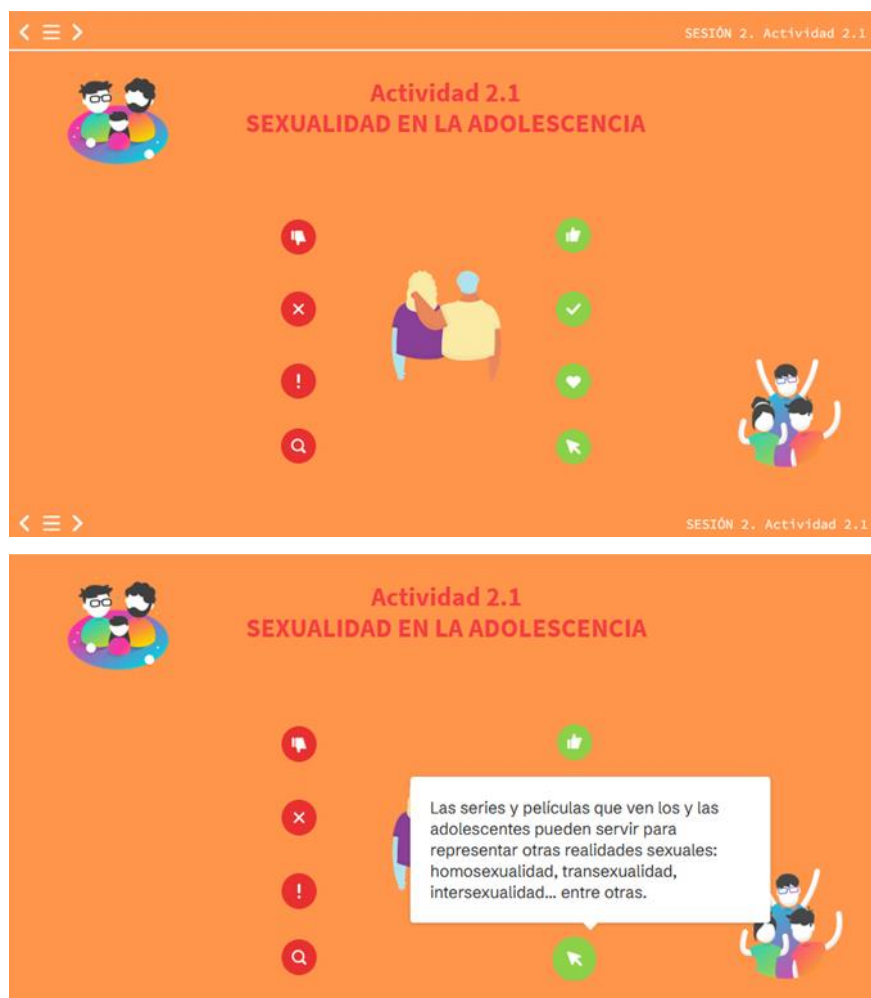 SESIÓN 2. Actividad 2.1
Actividad 2.1
SEXUALIDAD EN LA ADOLESCENCIA
SESIÓN 2. Actividad 2.1
Actividad 2.1
SEXUALIDAD EN LA ADOLESCENCIA
Las series y películas que ven los y las
adolescentes pueden servir para
representar otras realidades sexuales:
homosexualidad, transexualidad,
intersexualidad... entre otras.